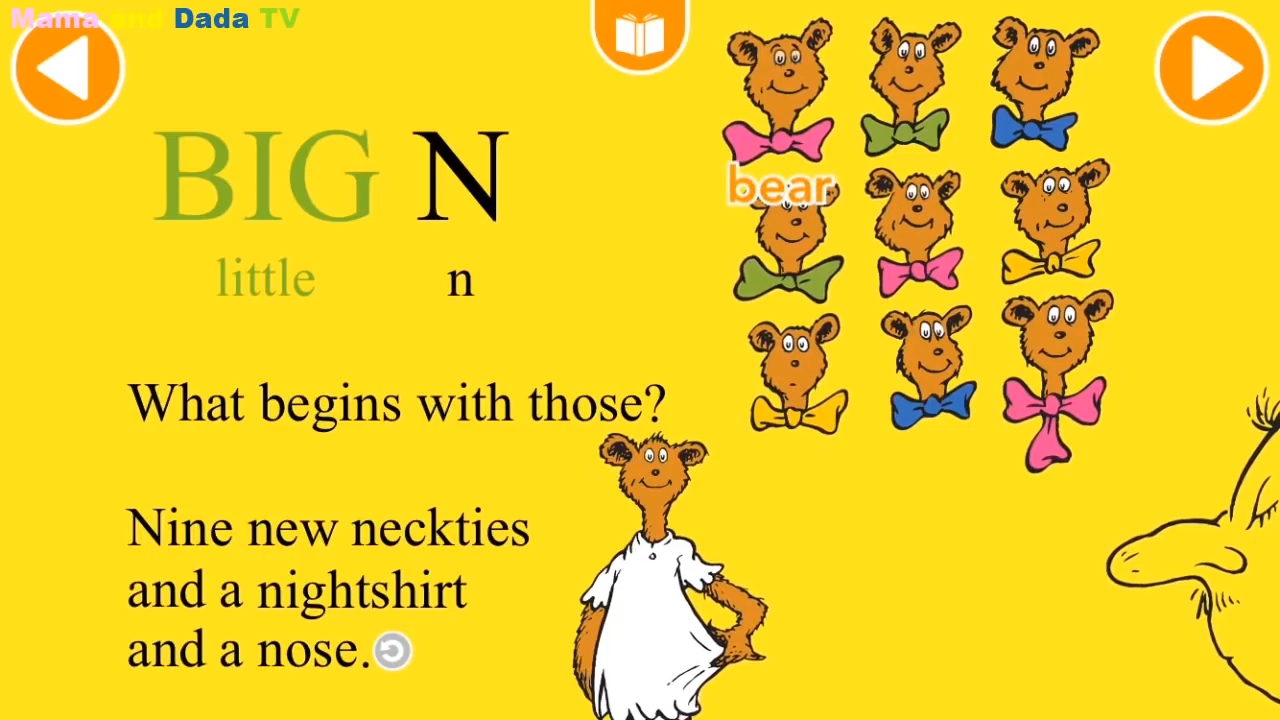 Mama and Dada TV
BIG N
little n
bear
What begins with those?
Nine new neckties
and a nightshirt
and a nose.